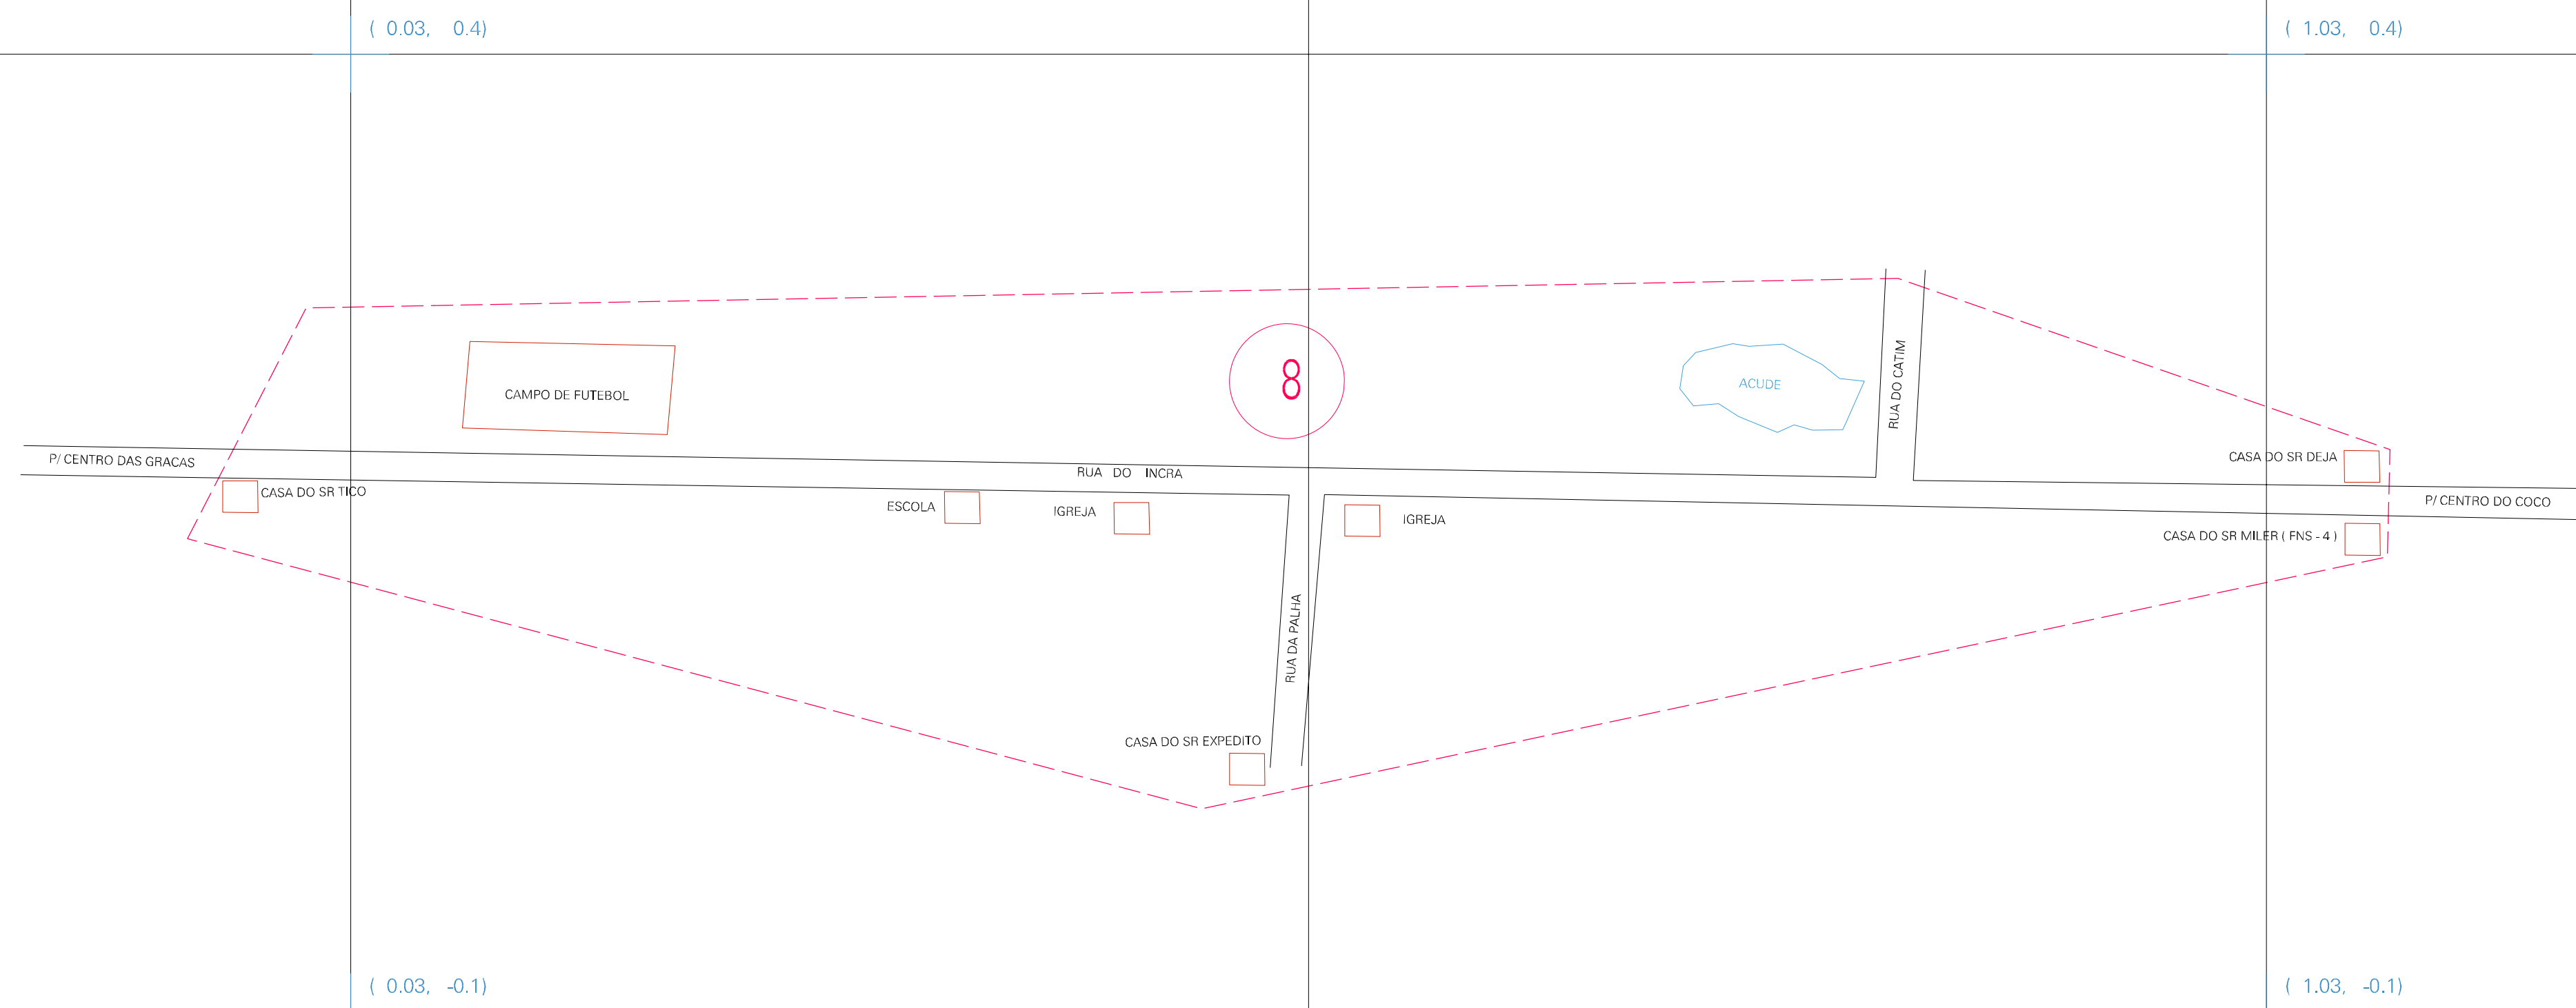 ( 0.03, 0.4)
( 1.03, 0.4)
8
ACUDE
RUA DO CATIM
CAMPO DE FUTEBOL
P/ CENTRO DAS GRACAS
RUA DO INCRA
CASA DO SR DEJA
CASA DO SR TICO
P/ CENTRO DO COCO
ESCOLA
IGREJA
IGREJA
CASA DO SR MILER ( FNS - 4 )
RUA DA PALHA
CASA DO SR EXPEDITO
( 0.03, -0.1)
( 1.03, -0.1)